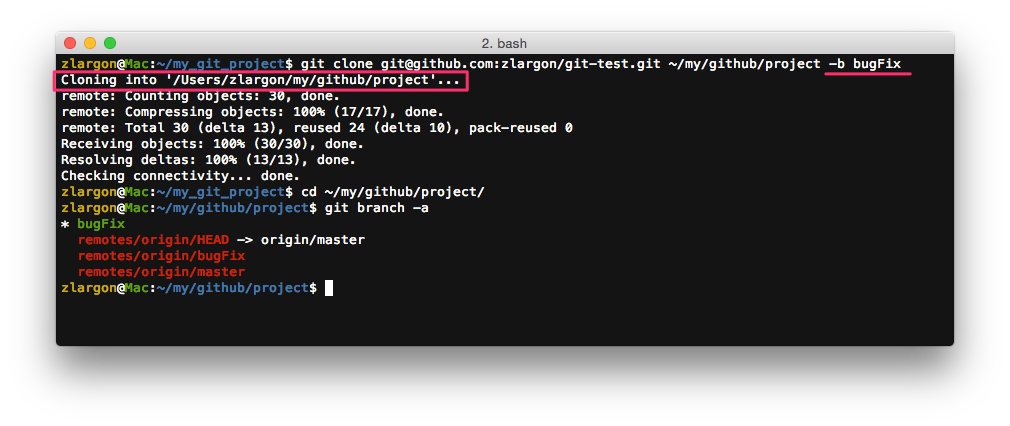 2. bash
zlargon@Mac:~/my_git_project$ git clone git@github.com:zlargon/git-test.git ~/my/github/project -b bugFix
Cloning into '/Users/zlargon/my/github/project'...
remote: Counting objects: 30, done.
remote: Compressing objects: 100% (17/17), done.
remote: Total 30 (delta 13), reused 24 (delta 10), pack-reused 0
Receiving objects: 100% (30/30), done.
Resolving deltas: 100% (13/13), done.
Checking connectivity... done.
zlargon@Mac:~/my_git_project$ cd ~/my/github/project/
zlargon@Mac:~/my/github/project$ git branch -a
* bugFix
  remotes/origin/HEAD -> origin/master
  remotes/origin/bugFix
  remotes/origin/master
zlargon@Mac:~/my/github/project$